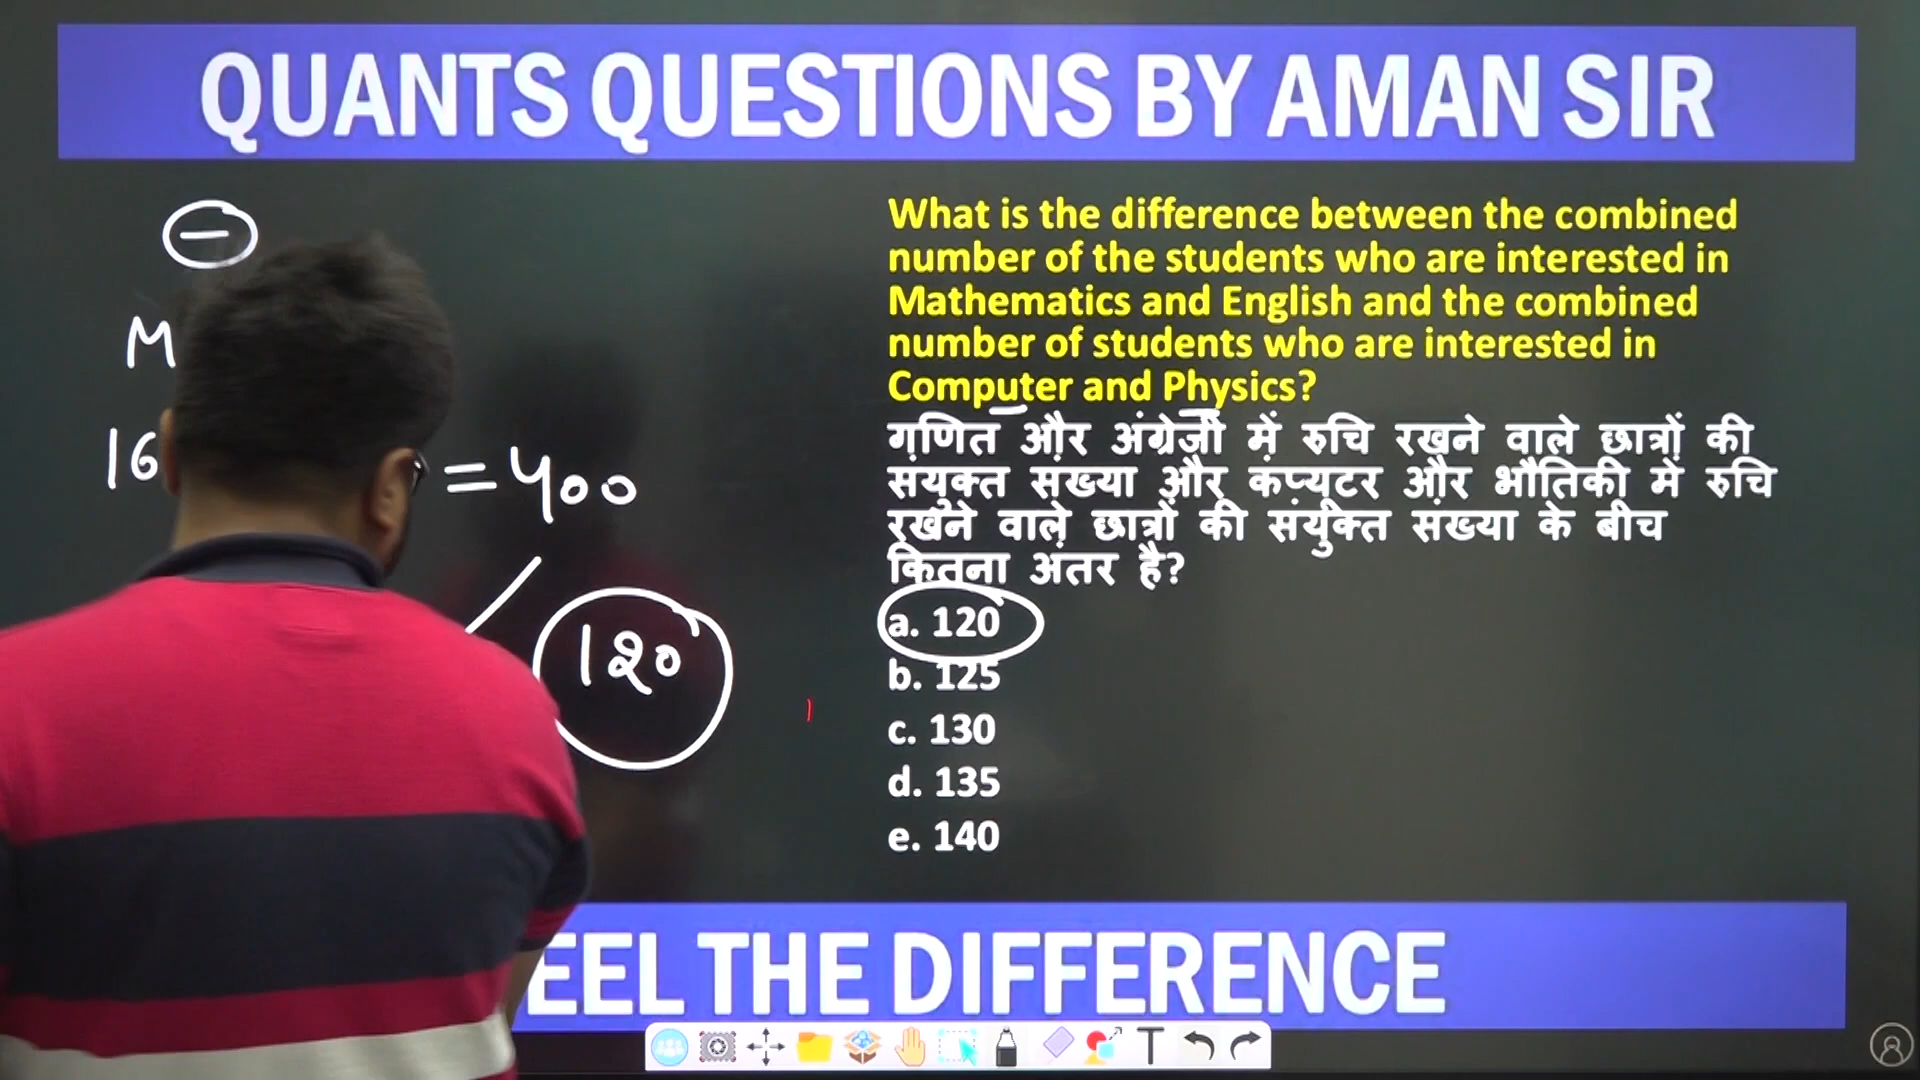 QUANTS QUESTIONS BY AMAN SIR
What is the difference between the combined
number of the students who are interested in
Mathematics and English and the combined
number of students who are interested in
Computer and Physics?
गणित और अंग्रेजी में रुचि रखने वाले छात्रों की
संयुक्त संख्या और कंप्यूटर और भौतिकी में रुचि
रखने वाले छात्रों की संयुक्त संख्या के बीच
कितना अंतर है?
a. 120
b. 125
c. 130
d. 135
e. 140
M
16
= 400
120
EEL THE DIFFERENCE